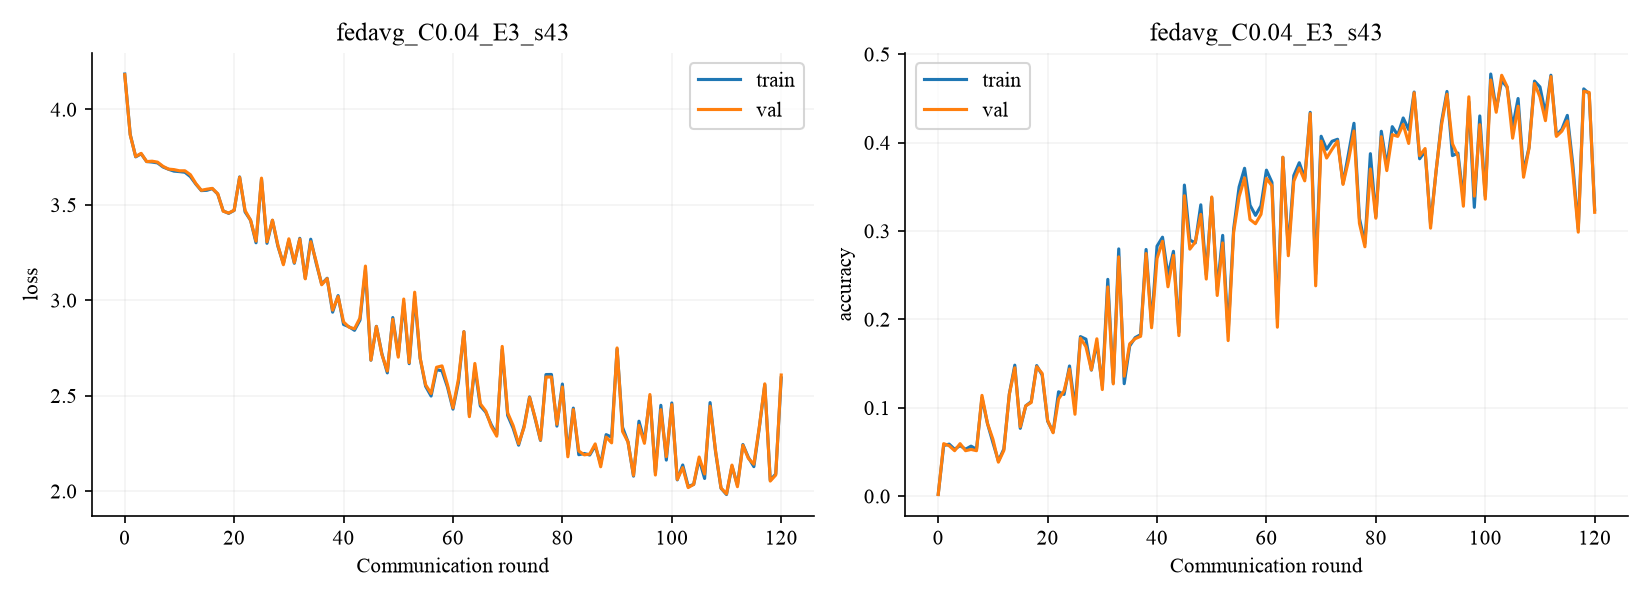 fedavg_C0.04_E3_s43
train
val
4.0
3.5
3.0
2.5
2.0
loss
0 20 40 60 80 100 120
Communication round
fedavg_C0.04_E3_s43
train
val
0.5
0.4
0.3
0.2
0.1
0.0
accuracy
0 20 40 60 80 100 120
Communication round